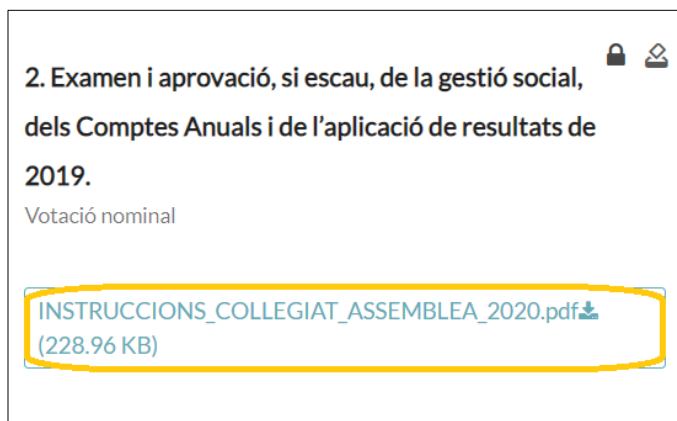 2. Examen i aprovació, si escau, de la gestió social,
dels Comptes Anuals i de l’aplicació de resultats de
2019.
Votació nominal
INSTRUCCIONS_COLLEGIAT_ASSEMBLEA_2020.pdf
(228.96 KB)